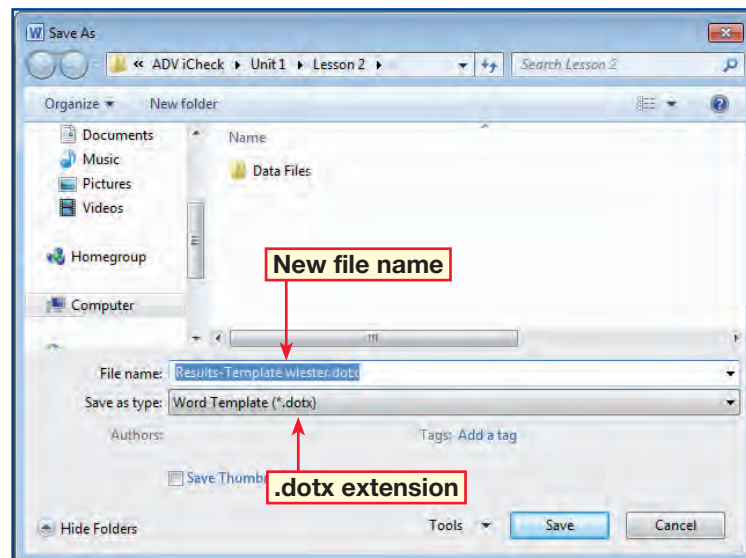 Save As
« ADV iCheck ▸ Unit 1 ▸ Lesson 2 ▸
Search Lesson 2
Organize
New folder
Documents
Name
Music
Data Files
Pictures
Videos
Homegroup
New file name
Computer
File name: Results-Template wlester.dotx
Save as type: Word Template (*.dotx)
Authors:
Tags: Add a tag
Save
.dotx extension
Hide Folders
Tools
Save
Cancel